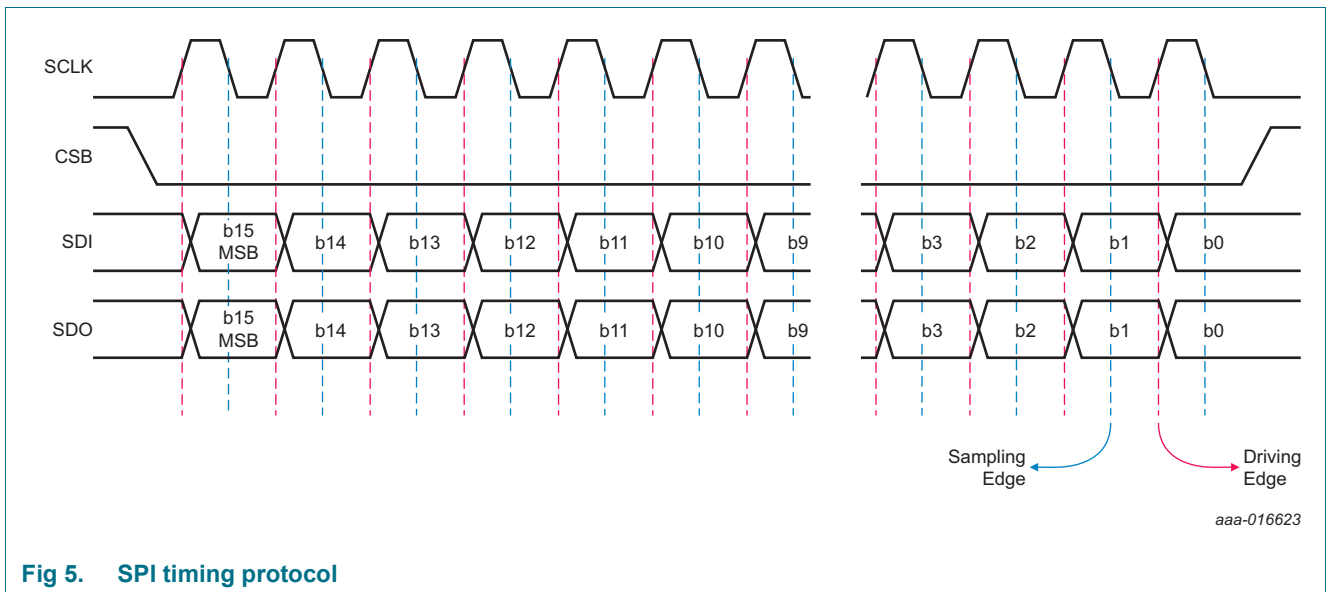 SCLK
CSB
SDI
b15
MSB
b14
b13
b12
b11
b10
b9
b3
b2
b1
b0
SDO
b15
MSB
b14
b13
b12
b11
b10
b9
b3
b2
b1
b0
Sampling
Edge
Driving
Edge
aaa-016623
Fig 5. SPI timing protocol